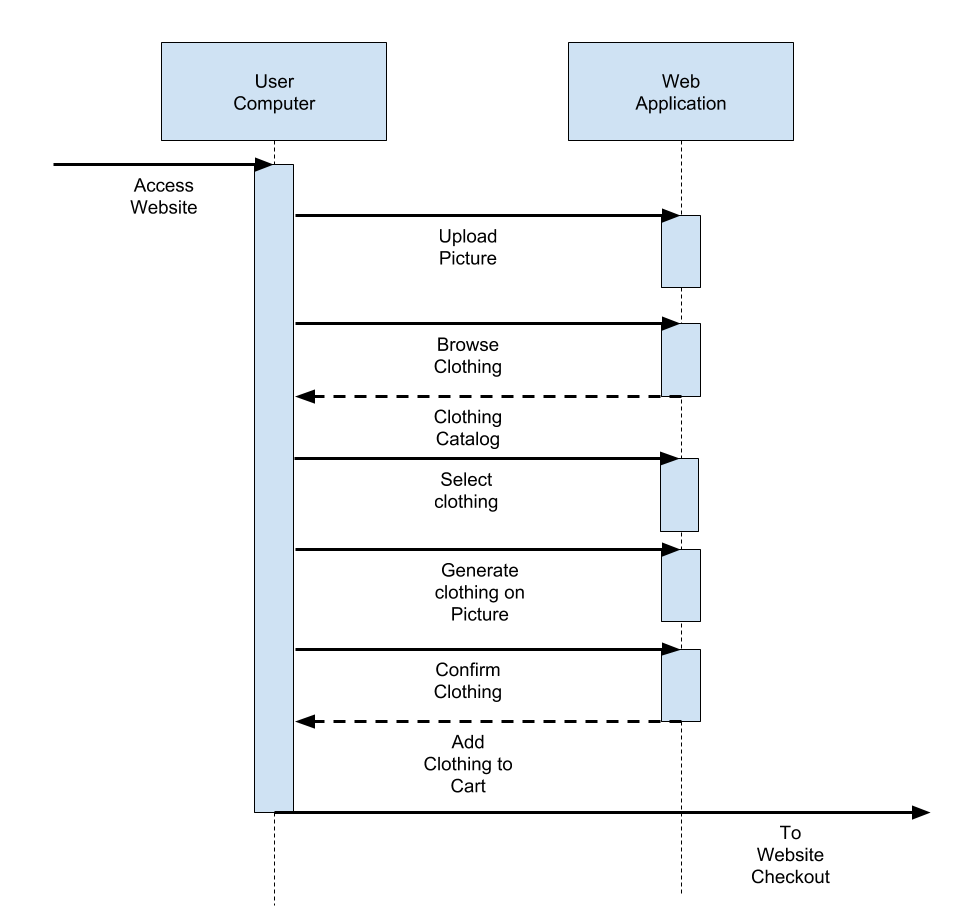 User
Computer
Web
Application
Access
Website
Upload
Picture
Browse
Clothing
Clothing
Catalog
Select
clothing
Generate
clothing on
Picture
Confirm
Clothing
Add
Clothing to
Cart
To
Website
Checkout